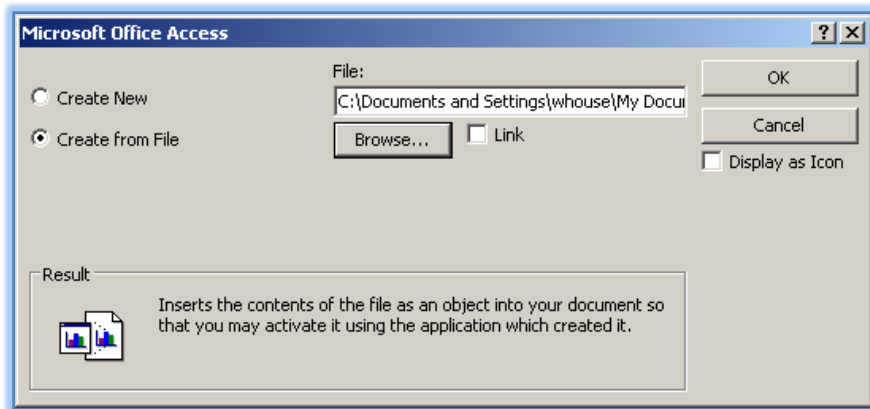 Microsoft Office Access
File:
Create New
C:\Documents and Settings\whouse\My Docu
OK
Create from File
Browse...
Link
Cancel
Display as Icon
Result
Inserts the contents of the file as an object into your document so
that you may activate it using the application which created it.